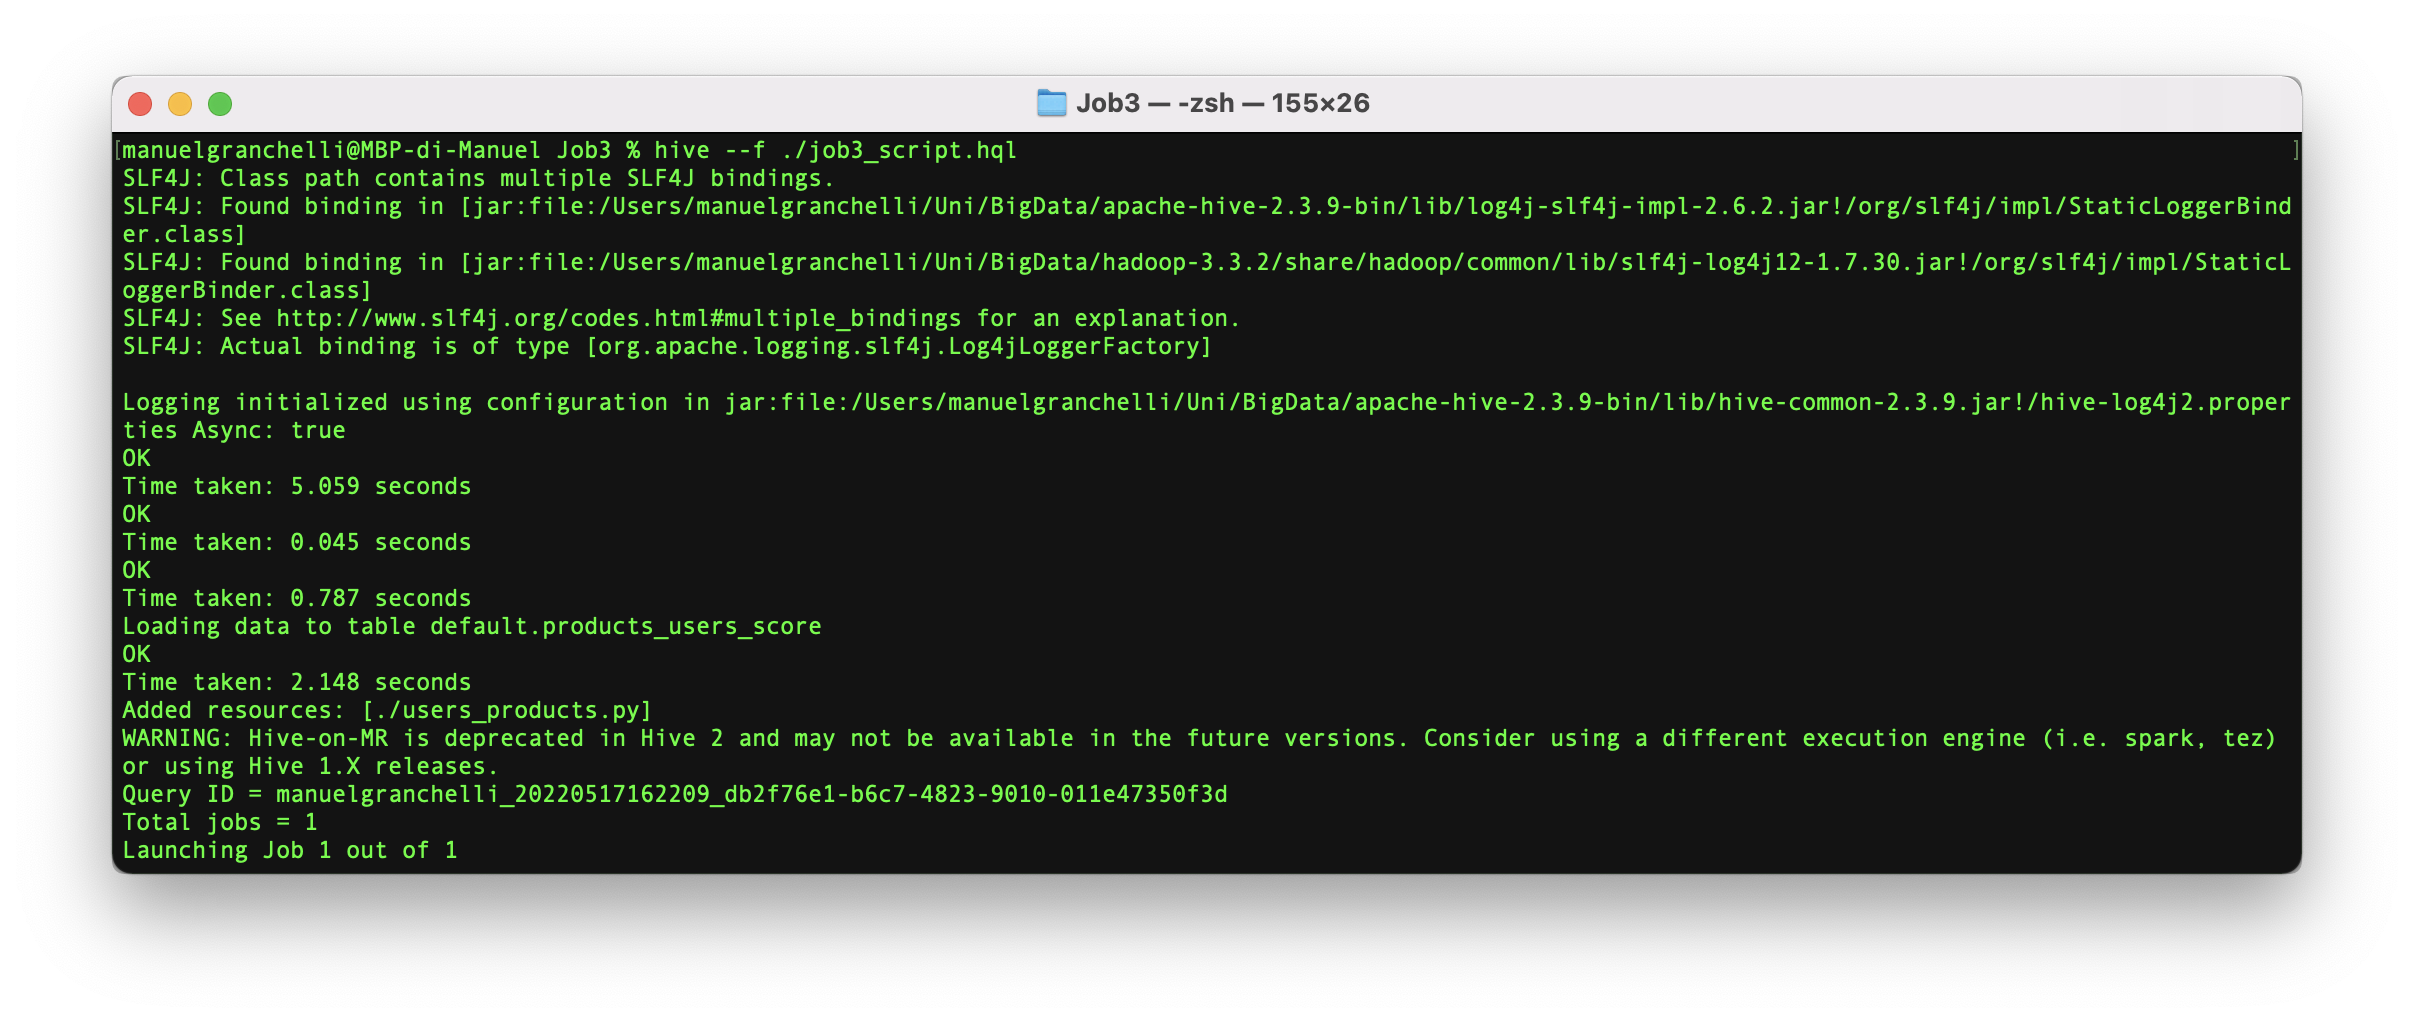 Job3 — -zsh — 155×26
[manuelgranchelli@MBP-di-Manuel Job3 % hive --f ./job3_script.hql ]
SLF4J: Class path contains multiple SLF4J bindings.
SLF4J: Found binding in [jar:file:/Users/manuelgranchelli/Uni/BigData/apache-hive-2.3.9-bin/lib/log4j-slf4j-impl-2.6.2.jar!/org/slf4j/impl/StaticLoggerBind
er.class]
SLF4J: Found binding in [jar:file:/Users/manuelgranchelli/Uni/BigData/hadoop-3.3.2/share/hadoop/common/lib/slf4j-log4j12-1.7.30.jar!/org/slf4j/impl/StaticL
oggerBinder.class]
SLF4J: See http://www.slf4j.org/codes.html#multiple_bindings for an explanation.
SLF4J: Actual binding is of type [org.apache.logging.slf4j.Log4jLoggerFactory]

Logging initialized using configuration in jar:file:/Users/manuelgranchelli/Uni/BigData/apache-hive-2.3.9-bin/lib/hive-common-2.3.9.jar!/hive-log4j2.proper
ties Async: true
OK
Time taken: 5.059 seconds
OK
Time taken: 0.045 seconds
OK
Time taken: 0.787 seconds
Loading data to table default.products_users_score
OK
Time taken: 2.148 seconds
Added resources: [./users_products.py]
WARNING: Hive-on-MR is deprecated in Hive 2 and may not be available in the future versions. Consider using a different execution engine (i.e. spark, tez)
or using Hive 1.X releases.
Query ID = manuelgranchelli_20220517162209_db2f76e1-b6c7-4823-9010-011e47350f3d
Total jobs = 1
Launching Job 1 out of 1